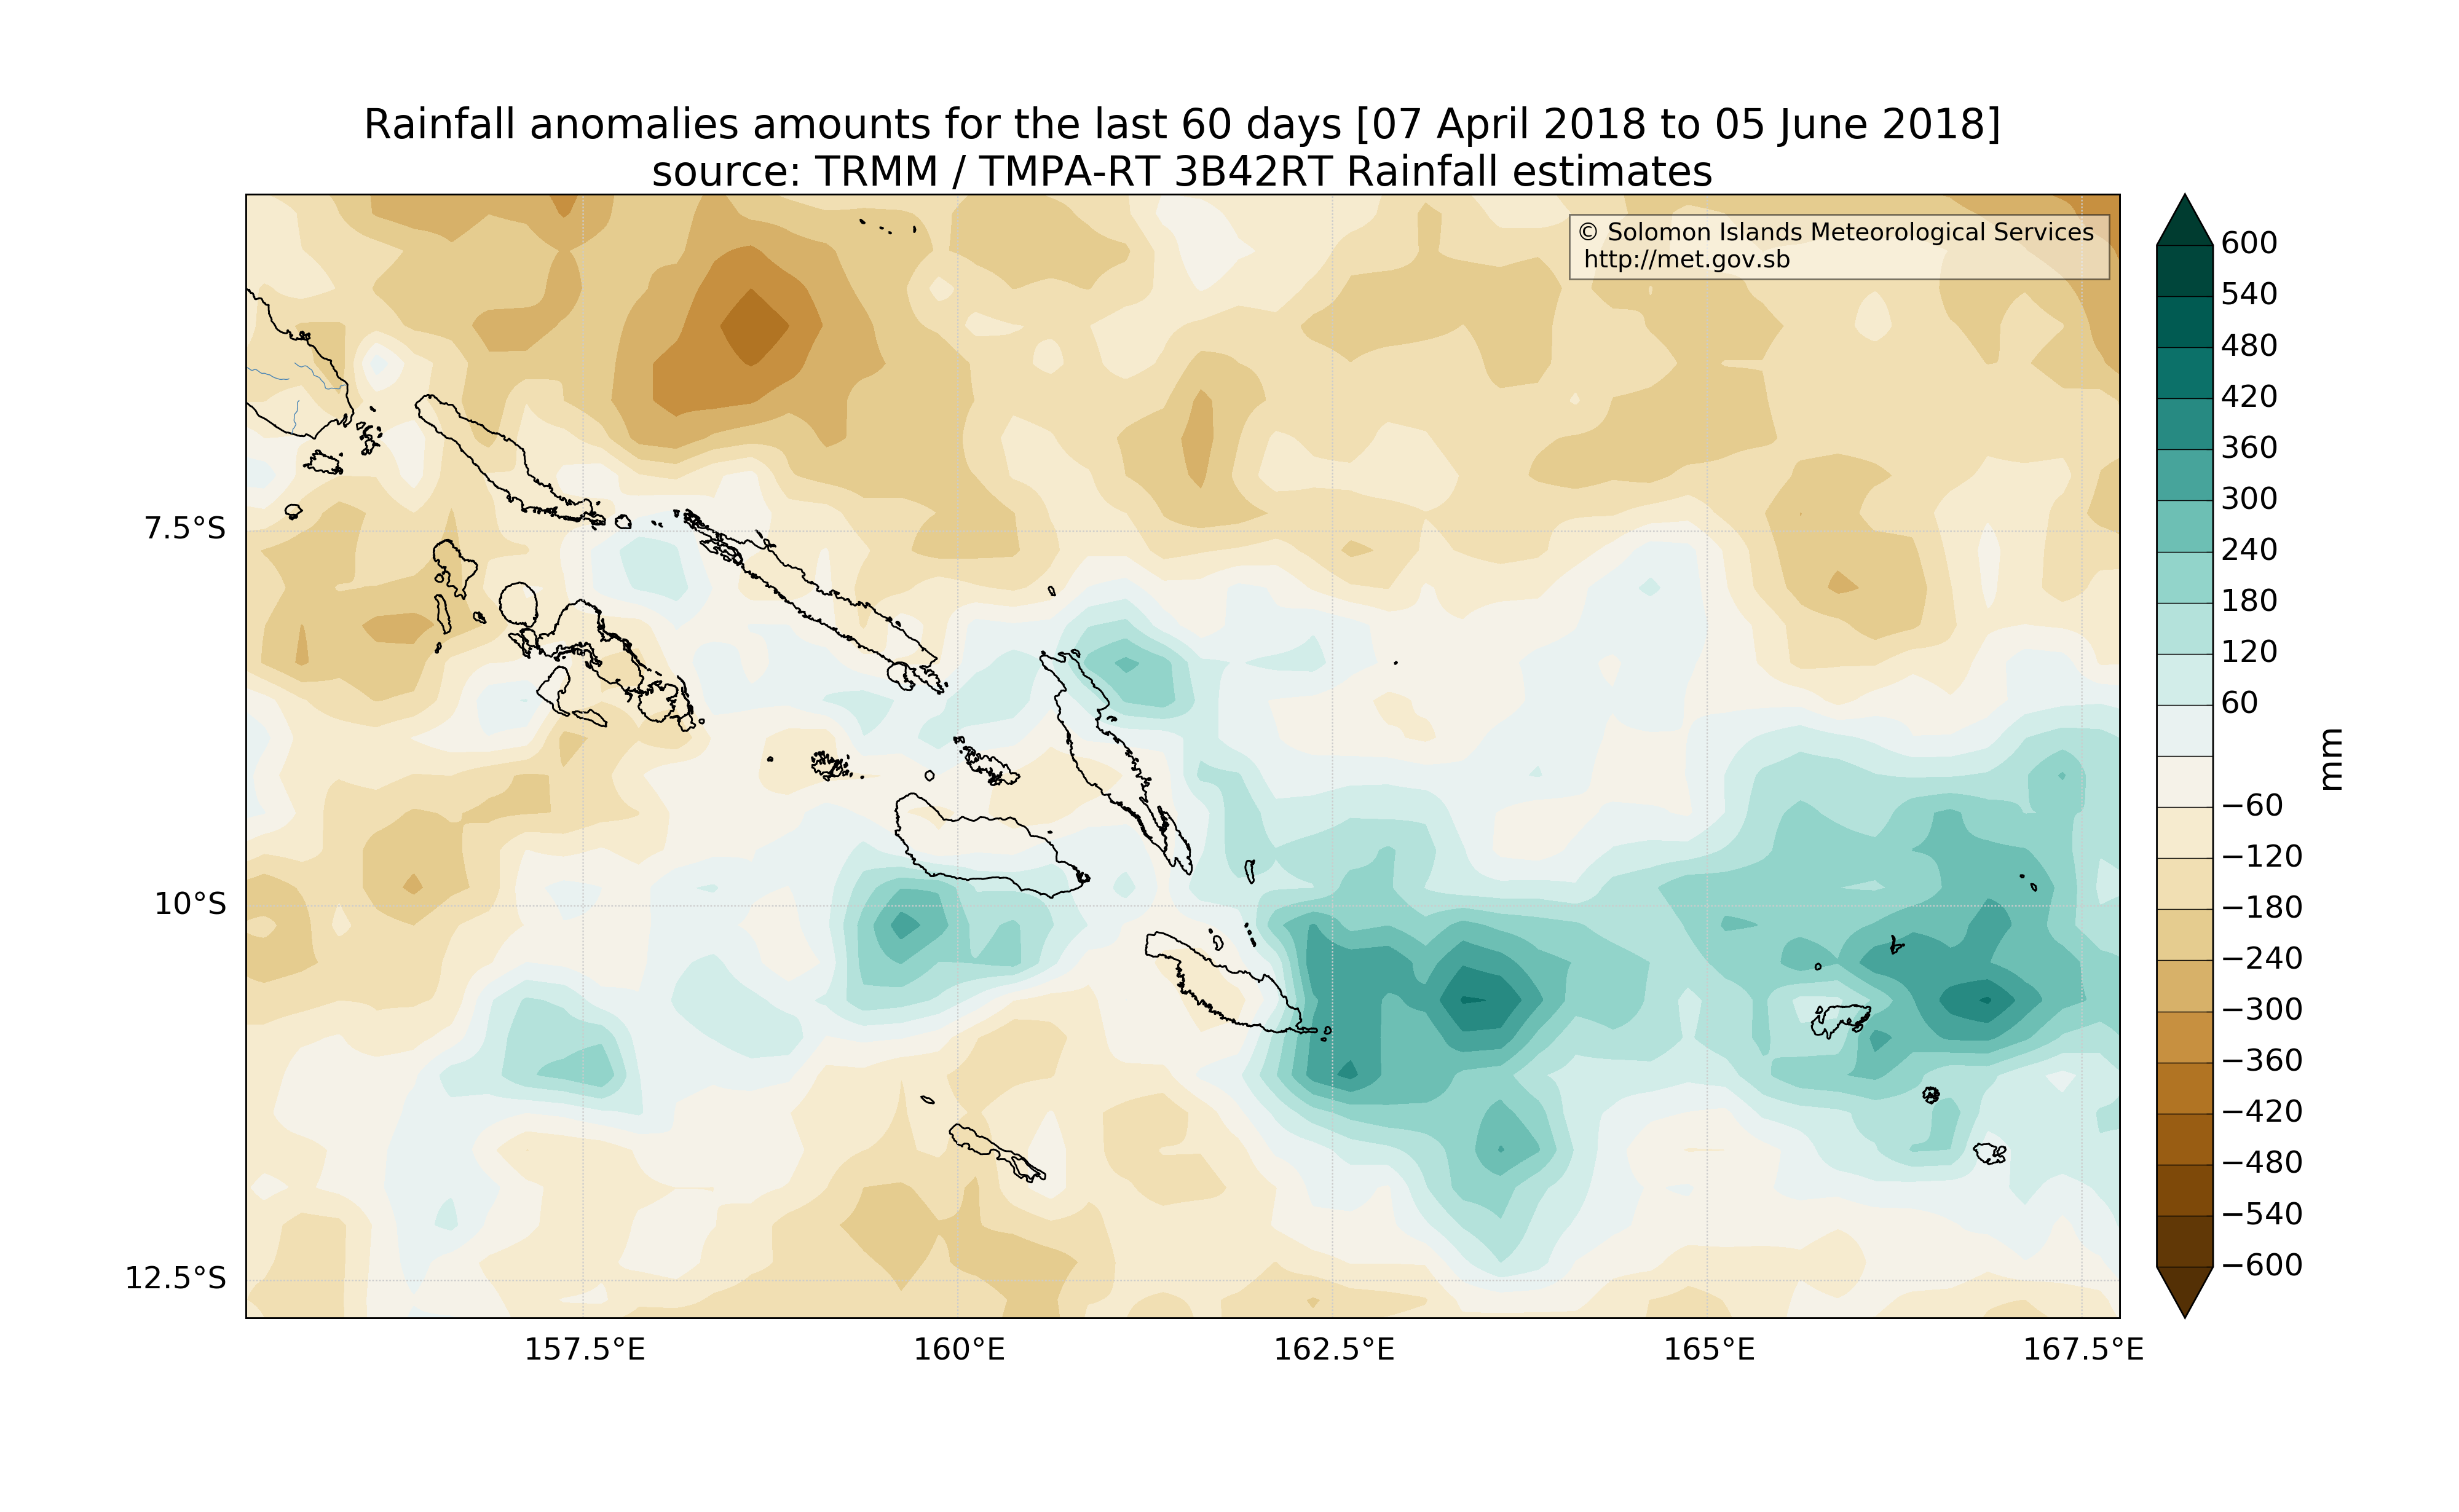 Rainfall anomalies amounts for the last 60 days [07 April 2018 to 05 June 2018]
source: TRMM / TMPA-RT 3B42RT Rainfall estimates
© Solomon Islands Meteorological Services
http://met.gov.sb
7.5°S
10°S
12.5°S
157.5°E
160°E
162.5°E
165°E
167.5°E
600
540
480
420
360
300
240
180
120
60
−60
−120
−180
−240
−300
−360
−420
−480
−540
−600
mm